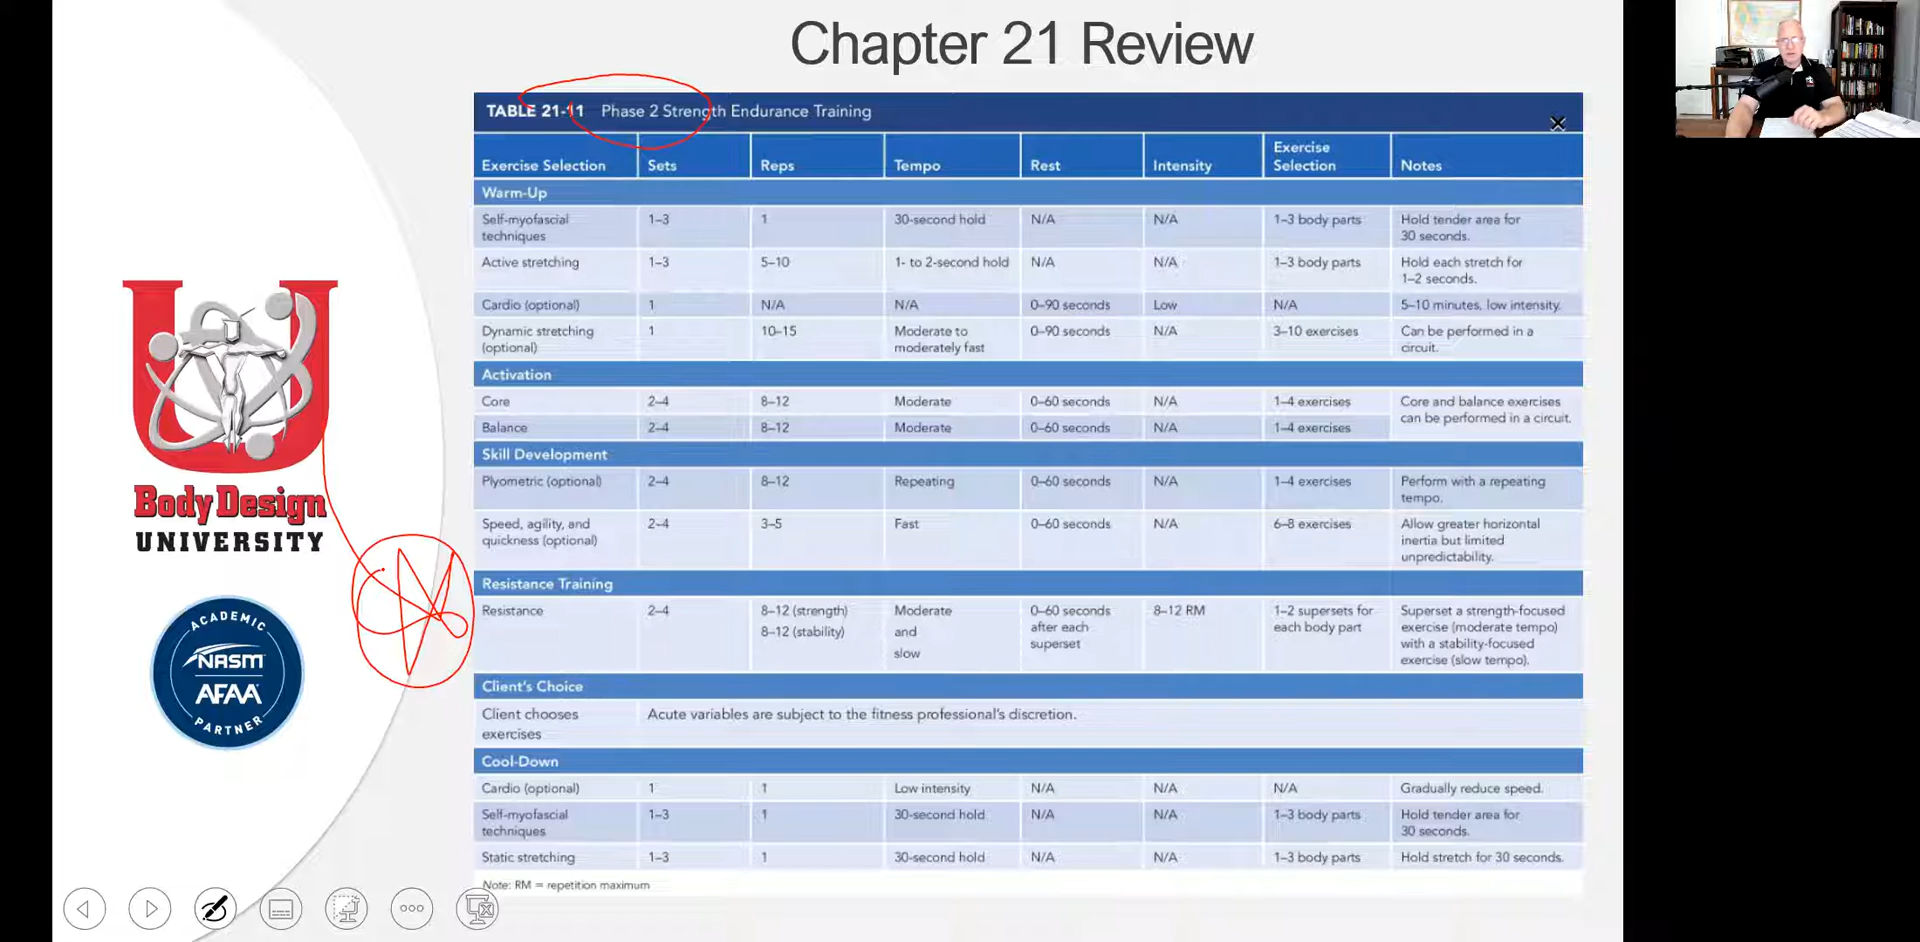 Chapter 21 Review
TABLE 21-11 Phase 2 Strength Endurance Training
Exercise Selection Sets Reps Tempo Rest Intensity Exercise Selection Notes
Warm-Up
Self-myofascial techniques 1–3 1 30-second hold N/A N/A 1–3 body parts Hold tender area for 30 seconds.
Active stretching 1–3 5–10 1- to 2-second hold N/A N/A 1–3 body parts Hold each stretch for 1–2 seconds.
Cardio (optional) 1 N/A N/A 0–90 seconds Low N/A 5–10 minutes, low intensity.
Dynamic stretching (optional) 1 10–15 Moderate to moderately fast 0–90 seconds N/A 3–10 exercises Can be performed in a circuit.
Activation
Core 2–4 8–12 Moderate 0–60 seconds N/A 1–4 exercises Core and balance exercises can be performed in a circuit.
Balance 2–4 8–12 Moderate 0–60 seconds N/A 1–4 exercises
Skill Development
Plyometric (optional) 2–4 8–12 Repeating 0–60 seconds N/A 1–4 exercises Perform with a repeating tempo.
Speed, agility, and quickness (optional) 2–4 3–5 Fast 0–60 seconds N/A 6–8 exercises Allow greater horizontal inertia but limited unpredictability.
Resistance Training
Resistance 2–4 8–12 (strength) 8–12 (stability) Moderate and slow 0–60 seconds after each superset 8–12 RM 1–2 supersets for each body part Superset a strength-focused exercise (moderate tempo) with a stability-focused exercise (slow tempo).
Client's Choice
Client chooses exercises Acute variables are subject to the fitness professional's discretion.
Cool-Down
Cardio (optional) 1 1 Low intensity N/A N/A N/A Gradually reduce speed.
Self-myofascial techniques 1–3 1 30-second hold N/A N/A 1–3 body parts Hold tender area for 30 seconds.
Static stretching 1–3 1 30-second hold N/A N/A 1–3 body parts Hold stretch for 30 seconds.
Note: RM = repetition maximum
U
Body Design
UNIVERSITY
ACADEMIC
NASM
AFAA
PARTNER